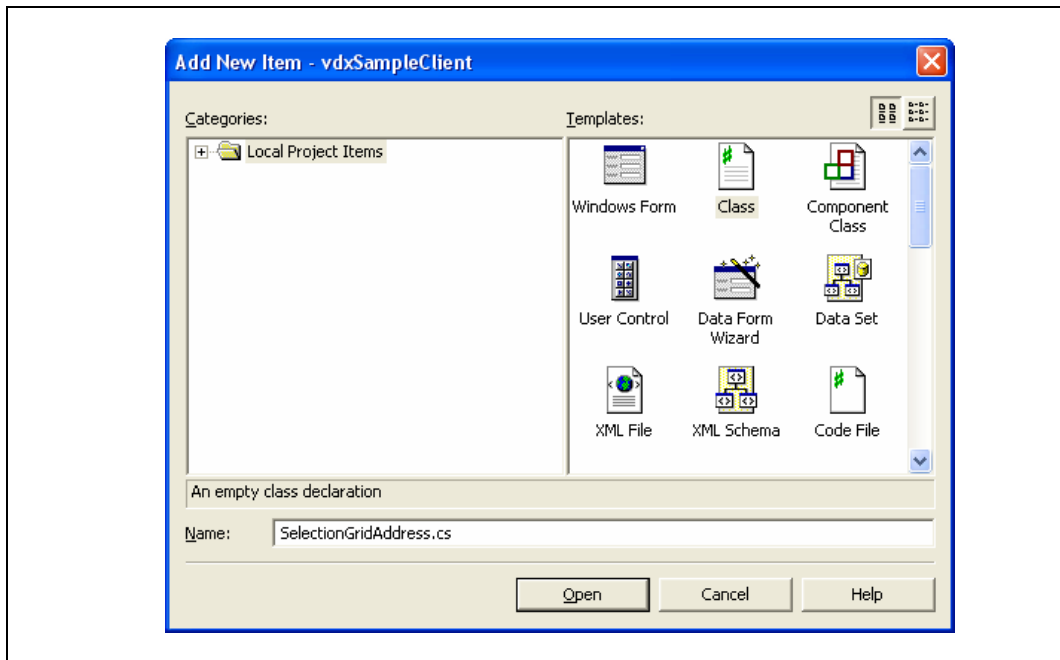 Add New Item - vdxSampleClient
Categories:
Templates:
Local Project Items
Windows Form
Class
Component
Class
User Control
Data Form
Wizard
Data Set
XML File
XML Schema
Code File
An empty class declaration
Name:
SelectionGridAddress.cs
Open
Cancel
Help